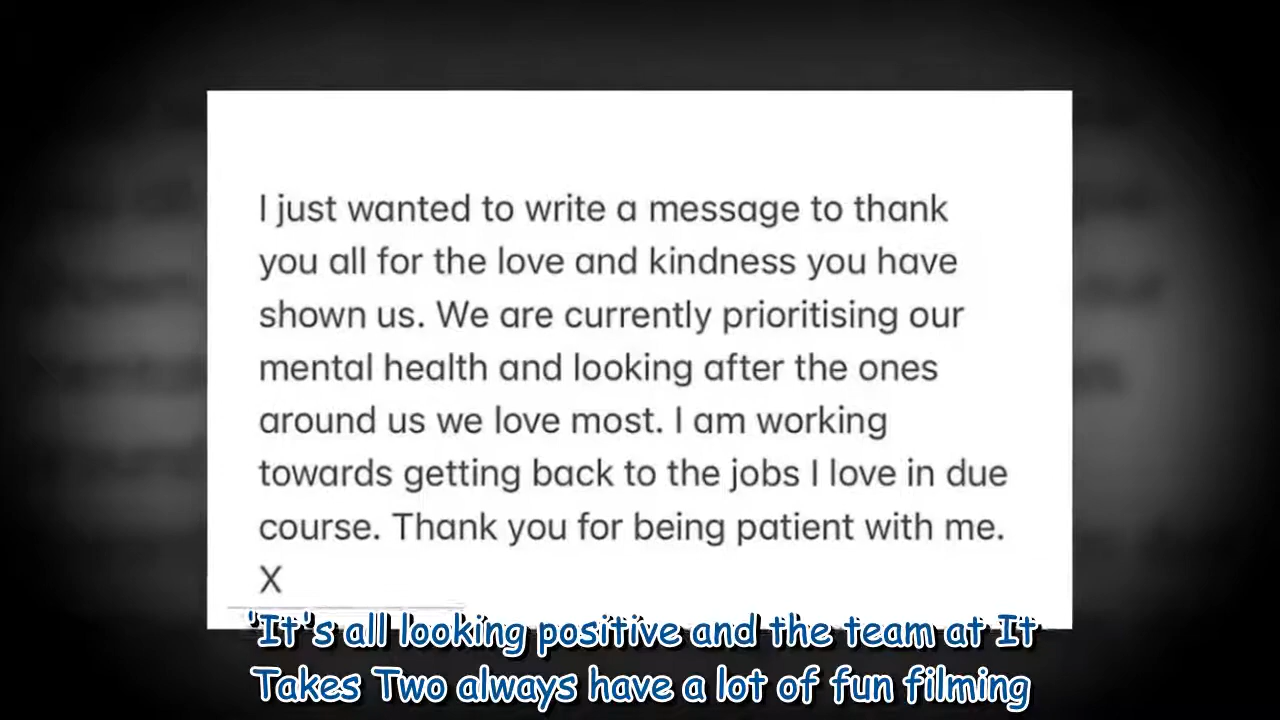 I just wanted to write a message to thank
you all for the love and kindness you have
shown us. We are currently prioritising our
mental health and looking after the ones
around us we love most. I am working
towards getting back to the jobs I love in due
course. Thank you for being patient with me.
X
'It's all looking positive and the team at It
Takes Two always have a lot of fun filming